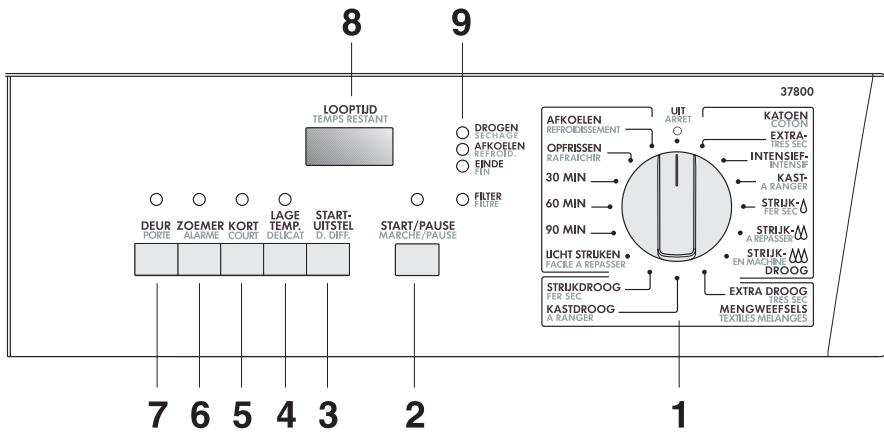 8
9
37800
LOOPTIJD
TEMPS RESTANT
DROGEN
SECHAGE
AFKOELEN
REFROID.
EINDE
FIN
FILTER
FILTRE
DEUR
PORTE
ZOEMER
ALARME
KORT
COURT
LAGE
TEMP.
DELICAT
START-
UITSTEL
D. DIFF.
START/PAUSE
MARCHE/PAUSE
UIT
ARRET
AFKOELEN
REFROIDISSEMENT
OPFRISSEN
RAFRAICHIR
30 MIN
60 MIN
90 MIN
LICHT STRIJKEN
FACILE A REPASSER
STRIJKDROOG
FER SEC
KASTDROOG
A RANGER
KATOEN
COTON
EXTRA-
TRES SEC
INTENSIEF-
INTENSIF
KAST-
A RANGER
STRIJK-
FER SEC
STRIJK-
A REPASSER
STRIJK-
EN MACHINE
DROOG
EXTRA DROOG
TRES SEC
MENGWEEFSELS
TEXTILES MELANGES
7
6
5
4
3
2
1